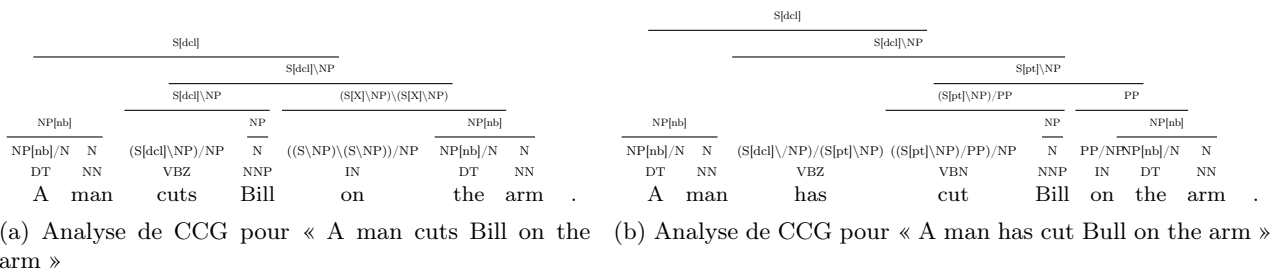 S[dcl]
S[dcl]\NP
S[dcl]\NP (S[X]\NP)\(S[X]\NP)
NP[nb] NP NP[nb]
NP[nb]/N N (S[dcl]\NP)/NP N ((S\NP)\(S\NP))/NP NP[nb]/N N
DT NN VBZ NNP IN DT NN
A man cuts Bill on the arm .
(a) Analyse de CCG pour « A man cuts Bill on the
arm »
S[dcl]
S[dcl]\NP
S[pt]\NP
(S[pt]\NP)/PP PP
NP[nb] NP NP[nb]
NP[nb]/N N (S[dcl]\/NP)/(S[pt]\NP) ((S[pt]\NP)/PP)/NP N PP/NP NP[nb]/N N
DT NN VBZ VBN NNP IN DT NN
A man has cut Bill on the arm .
(b) Analyse de CCG pour « A man has cut Bull on the arm »